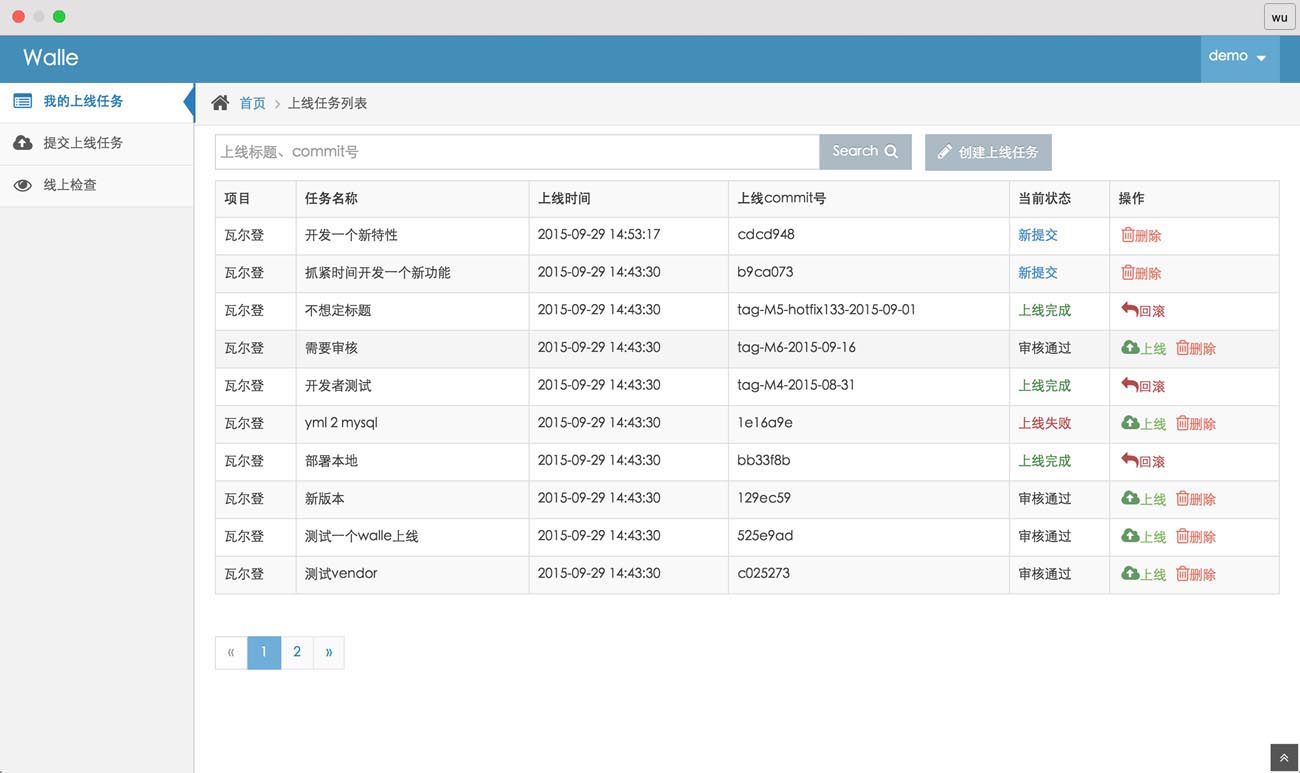 wu
Walle
demo
我的上线任务
提交上线任务
线上检查
首页 > 上线任务列表
上线标题、commit号 Search 创建上线任务
项目 任务名称 上线时间 上线commit号 当前状态 操作
瓦尔登 开发一个新特性 2015-09-29 14:53:17 cdcd948 新提交 删除
瓦尔登 抓紧时间开发一个新功能 2015-09-29 14:43:30 b9ca073 新提交 删除
瓦尔登 不想定标题 2015-09-29 14:43:30 tag-M5-hotfix133-2015-09-01 上线完成 回滚
瓦尔登 需要审核 2015-09-29 14:43:30 tag-M6-2015-09-16 审核通过 上线 删除
瓦尔登 开发者测试 2015-09-29 14:43:30 tag-M4-2015-08-31 上线完成 回滚
瓦尔登 yml 2 mysql 2015-09-29 14:43:30 1e16a9e 上线失败 上线 删除
瓦尔登 部署本地 2015-09-29 14:43:30 bb33f8b 上线完成 回滚
瓦尔登 新版本 2015-09-29 14:43:30 129ec59 审核通过 上线 删除
瓦尔登 测试一个walle上线 2015-09-29 14:43:30 525e9ad 审核通过 上线 删除
瓦尔登 测试vendor 2015-09-29 14:43:30 c025273 审核通过 上线 删除
« 1 2 »